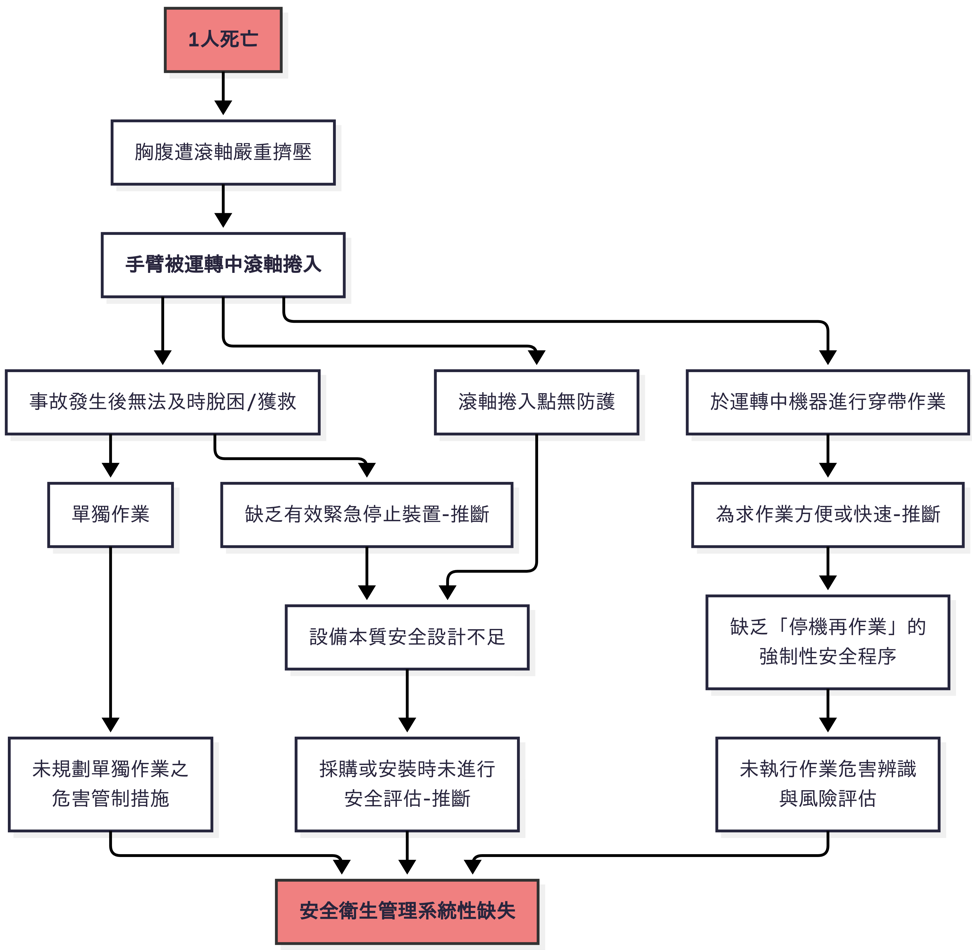 1人死亡
胸腹遭滾軸嚴重擠壓
手臂被運轉中滾軸捲入
事故發生後無法及時脫困/獲救
滾軸捲入點無防護
於運轉中機器進行穿帶作業
單獨作業
缺乏有效緊急停止裝置-推斷
為求作業方便或快速-推斷
設備本質安全設計不足
缺乏「停機再作業」的
強制性安全程序
未規劃單獨作業之
危害管制措施
採購或安裝時未進行
安全評估-推斷
未執行作業危害辨識
與風險評估
安全衛生管理系統性缺失